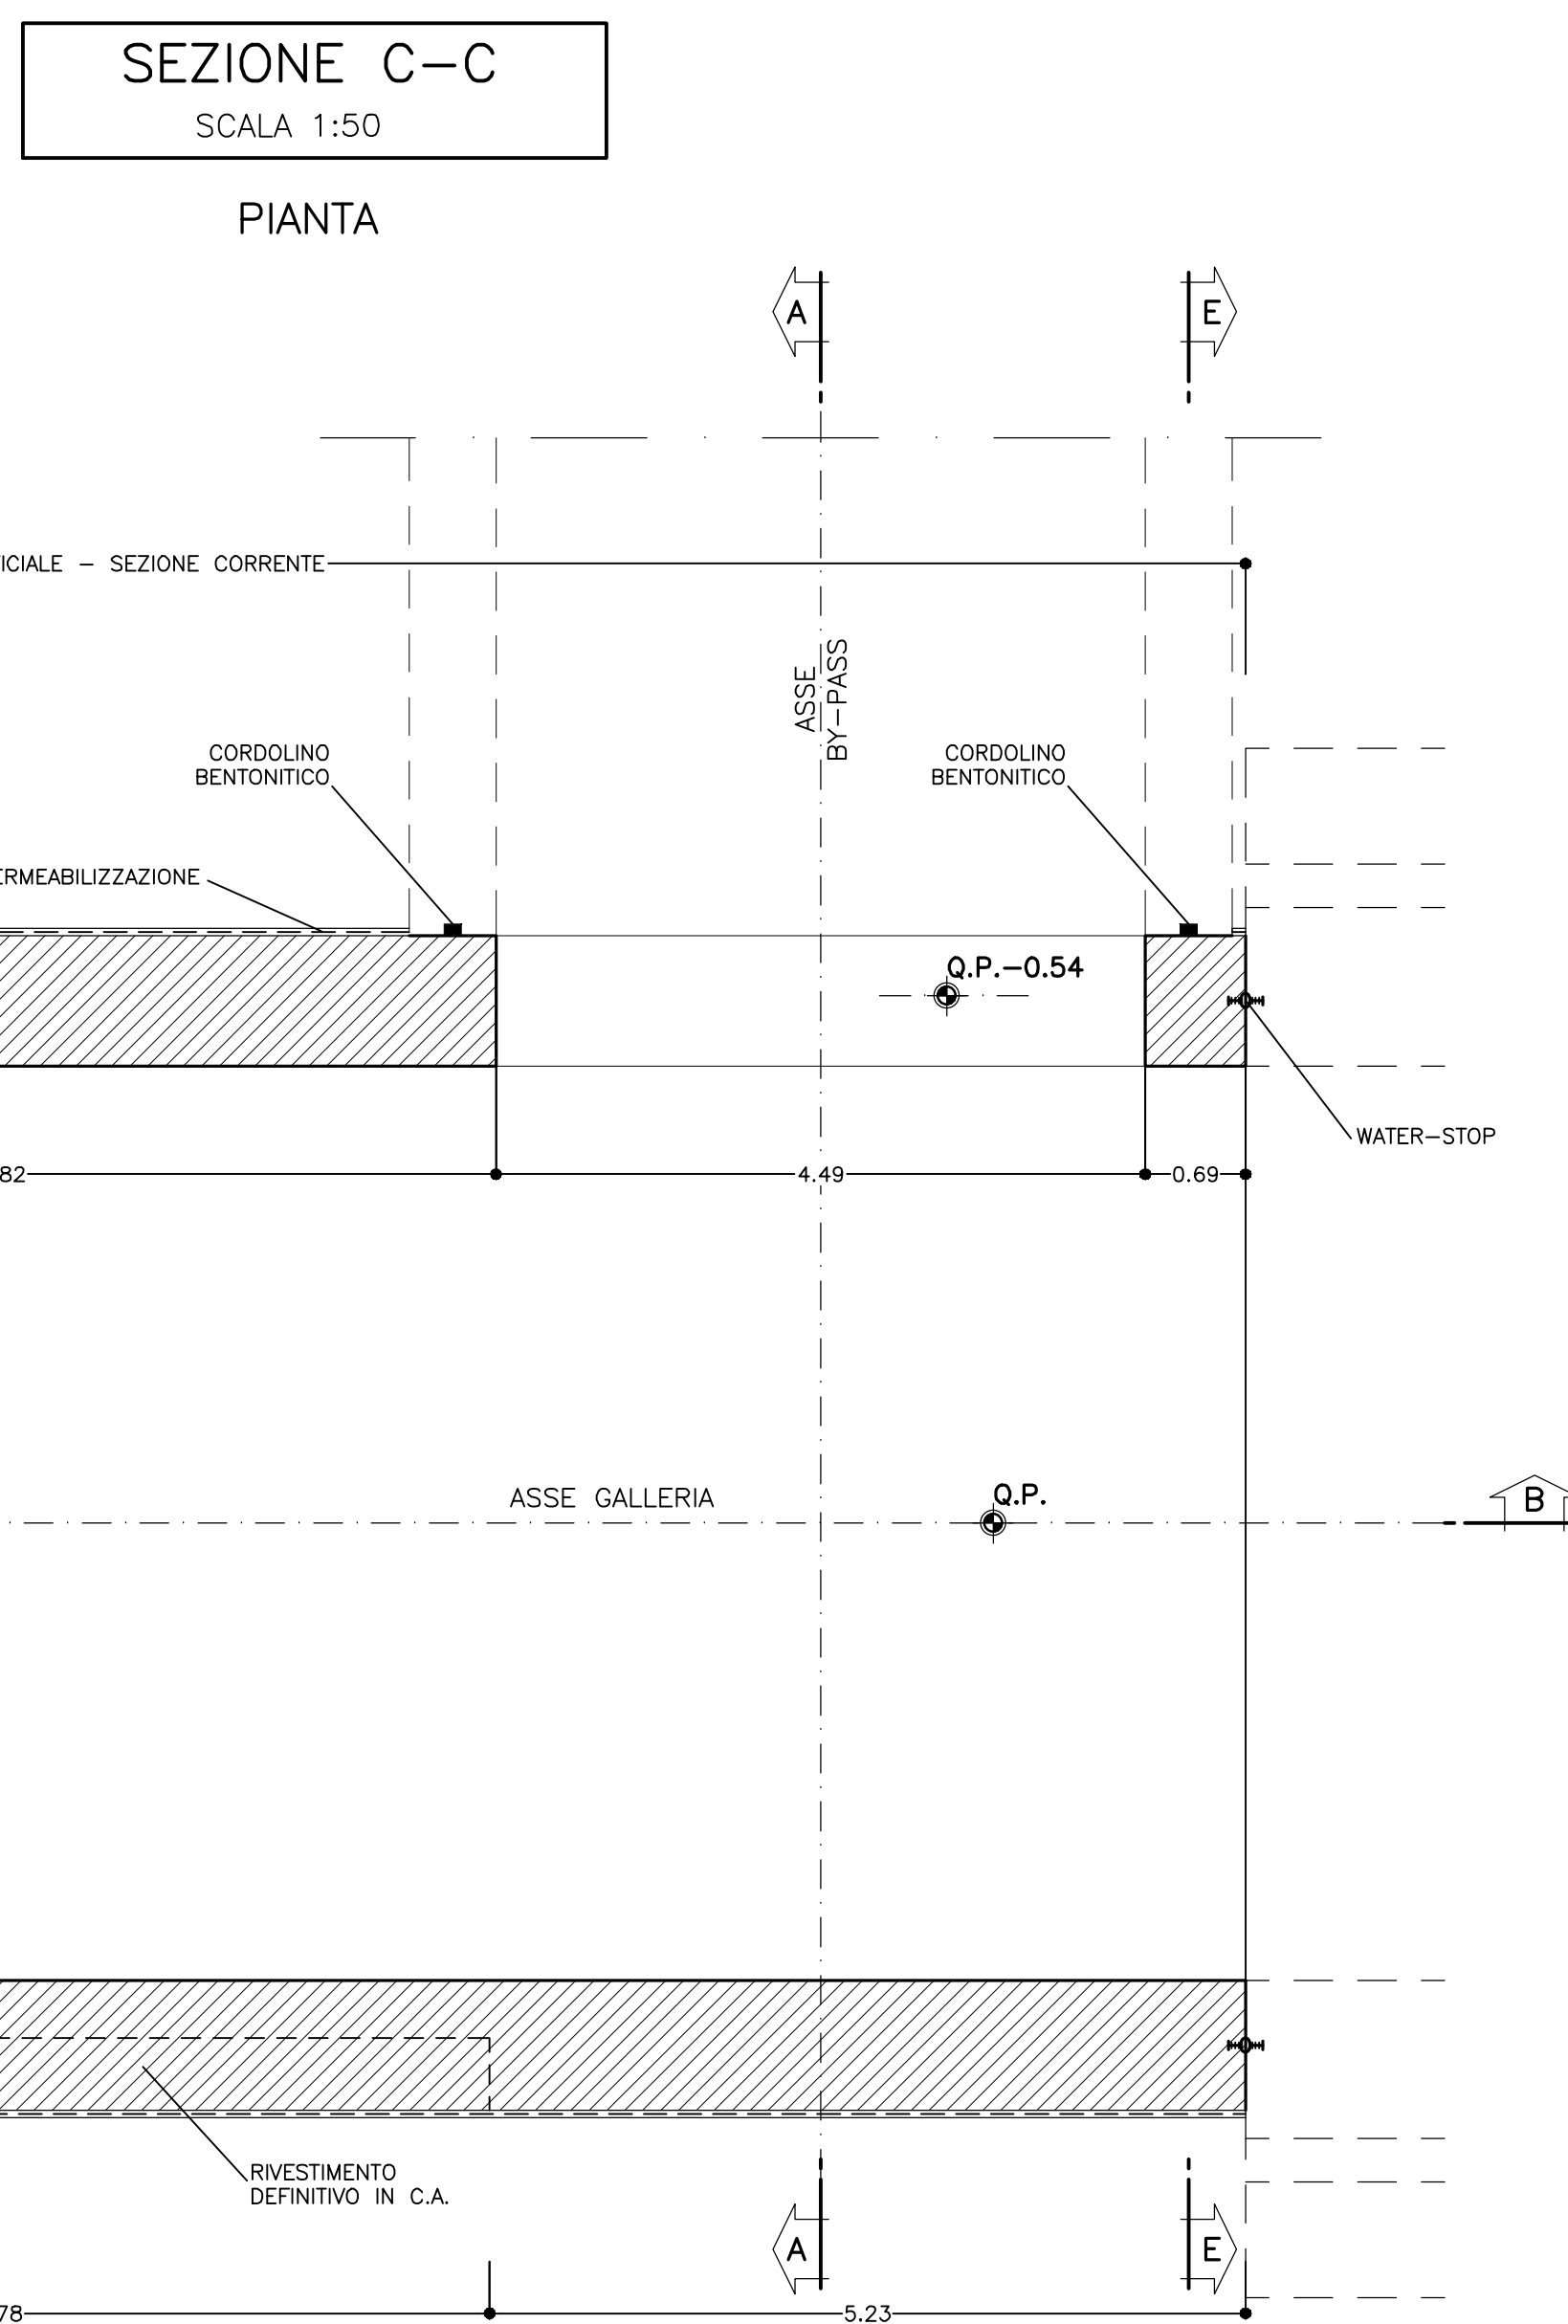 SEZIONE C-C
SCALA 1:50
PIANTA
A
E
ICIALE - SEZIONE CORRENTE
ASSE
BY-PASS
CORDOLINO
BENTONITICO
CORDOLINO
BENTONITICO
ERMEABILIZZAZIONE
Q.P.-0.54
WATER-STOP
82
4.49
0.69
ASSE GALLERIA
Q.P.
B
RIVESTIMENTO
DEFINITIVO IN C.A.
A
E
78
5.23